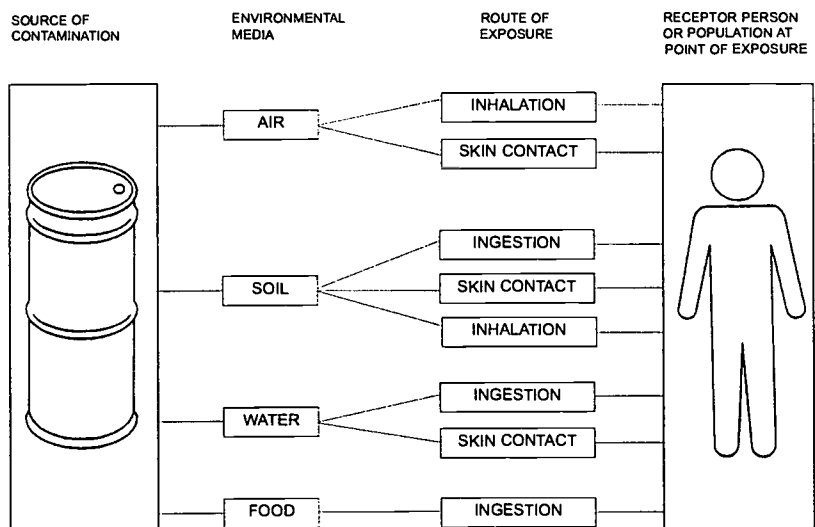 SOURCE OF
CONTAMINATION
ENVIRONMENTAL
MEDIA
ROUTE OF
EXPOSURE
RECEPTOR PERSON
OR POPULATION AT
POINT OF EXPOSURE
AIR
INHALATION
SKIN CONTACT
SOIL
INGESTION
SKIN CONTACT
INHALATION
WATER
INGESTION
SKIN CONTACT
FOOD
INGESTION